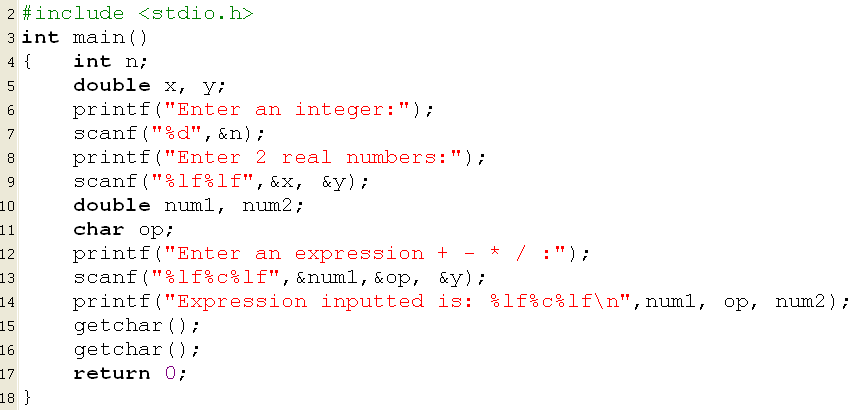 2 #include <stdio.h>
3 int main()
4 {   int n;
5     double x, y;
6     printf("Enter an integer:");
7     scanf("%d",&n);
8     printf("Enter 2 real numbers:");
9     scanf("%lf%lf",&x, &y);
10     double num1, num2;
11     char op;
12     printf("Enter an expression + - * / :");
13     scanf("%lf%c%lf",&num1,&op, &y);
14     printf("Expression inputted is: %lf%c%lf\n",num1, op, num2);
15     getchar();
16     getchar();
17     return 0;
18 }